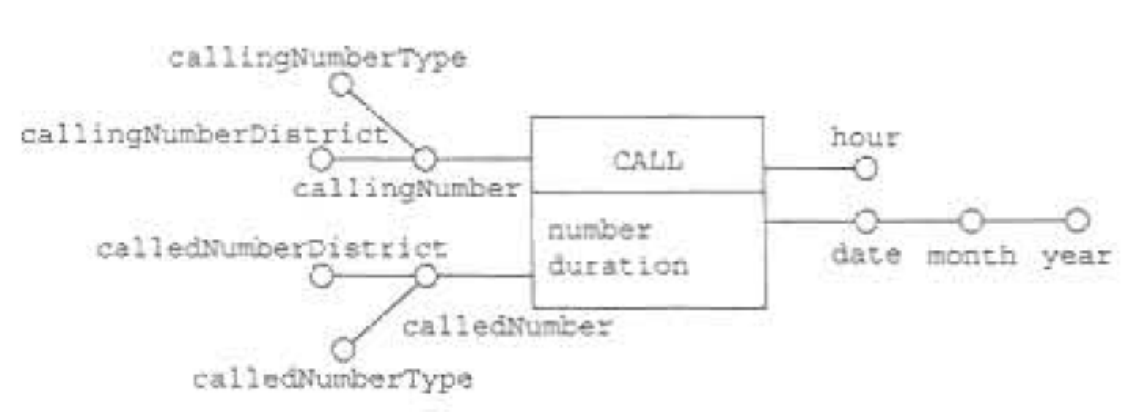 callingNumberType
callingNumberDistrict
callingNumber
calledNumberDistrict
calledNumber
calledNumberType
CALL
number
duration
hour
date month year